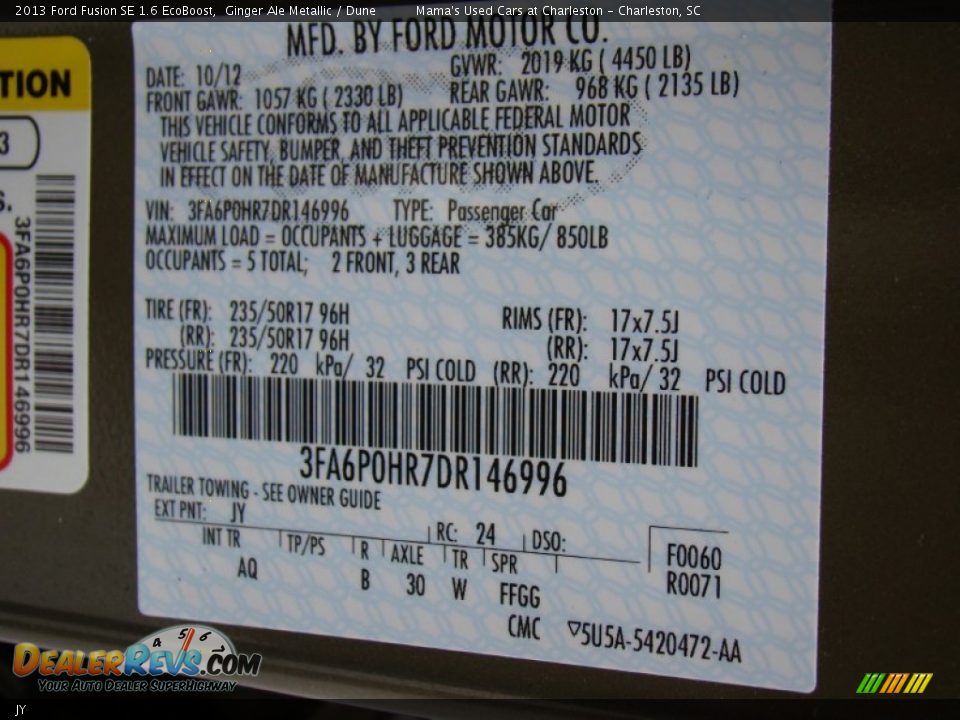 2013 Ford Fusion SE 1.6 EcoBoost, Ginger Ale Metallic / Dune Mama's Used Cars at Charleston - Charleston, SC
MFD. BY FORD MOTOR CO.
DATE: 10/12 GVWR: 2019 KG ( 4450 LB)
FRONT GAWR: 1057 KG ( 2330 LB) REAR GAWR: 968 KG ( 2135 LB)
THIS VEHICLE CONFORMS TO ALL APPLICABLE FEDERAL MOTOR
VEHICLE SAFETY, BUMPER, AND THEFT PREVENTION STANDARDS
IN EFFECT ON THE DATE OF MANUFACTURE SHOWN ABOVE.
VIN: 3FA6P0HR7DR146996 TYPE: Passenger Car
MAXIMUM LOAD = OCCUPANTS + LUGGAGE = 385KG/ 850LB
OCCUPANTS = 5 TOTAL; 2 FRONT, 3 REAR
TIRE (FR): 235/50R17 96H RIMS (FR): 17x7.5J
(RR): 235/50R17 96H (RR): 17x7.5J
PRESSURE (FR): 220 kPa/ 32 PSI COLD (RR): 220 kPa/ 32 PSI COLD
3FA6P0HR7DR146996
TRAILER TOWING - SEE OWNER GUIDE
EXT PNT: JY RC: 24 DSO:
INT TR TP/PS R AXLE TR SPR F0060
AQ B 30 W FFGG R0071
CMC ▽5U5A-5420472-AA
TION
3
S.
3FA6P0HR7DR146996
4 5 6
DEALERREVS.COM
YOUR AUTO DEALER SUPERHIGHWAY
JY